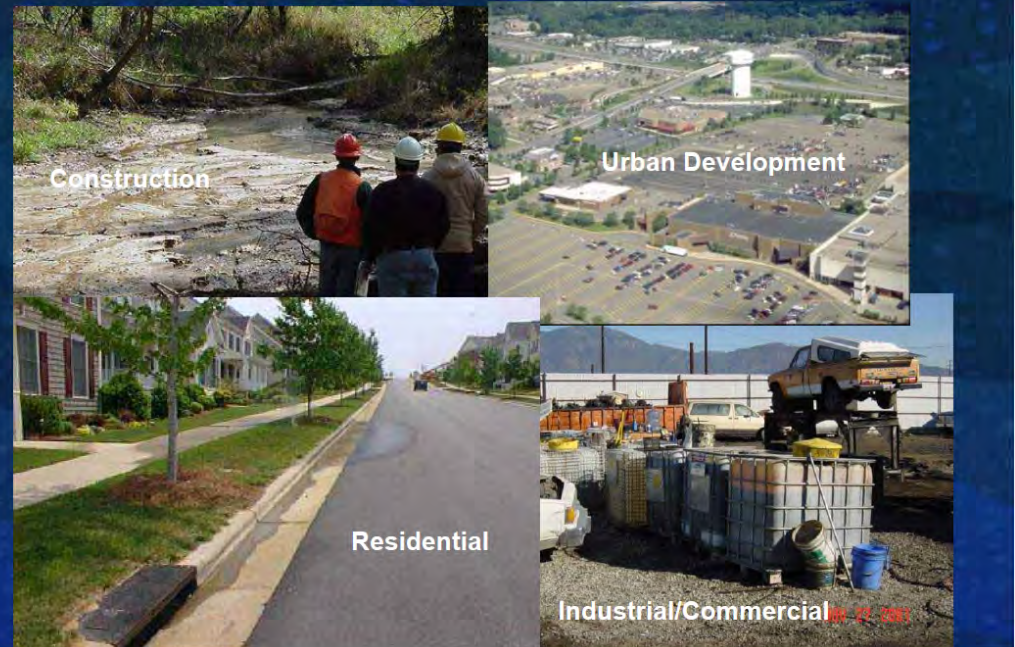 Construction
Urban Development
Residential
Industrial/Commercial